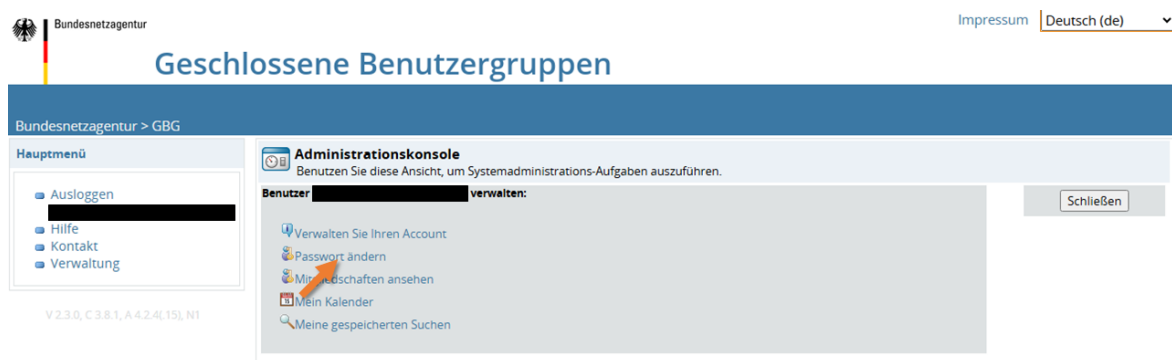 Bundesnetzagentur
Impressum
Deutsch (de)
Geschlossene Benutzergruppen
Bundesnetzagentur > GBG
Hauptmenü
Ausloggen
Hilfe
Kontakt
Verwaltung
V 2.3.0, C 3.8.1, A 4.2.4(.15), N1
Administrationskonsole
Benutzen Sie diese Ansicht, um Systemadministrations-Aufgaben auszuführen.
Benutzer verwalten:
Schließen
Verwalten Sie Ihren Account
Passwort ändern
ansehen
Mein Kalender
Meine gespeicherten Suchen